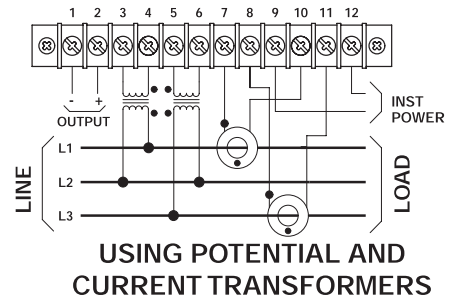 1 2 3 4 5 6 7 8 9 10 11 12
- +
OUTPUT
INST
POWER
L1
L2
L3
LINE
LOAD
USING POTENTIAL AND
CURRENT TRANSFORMERS